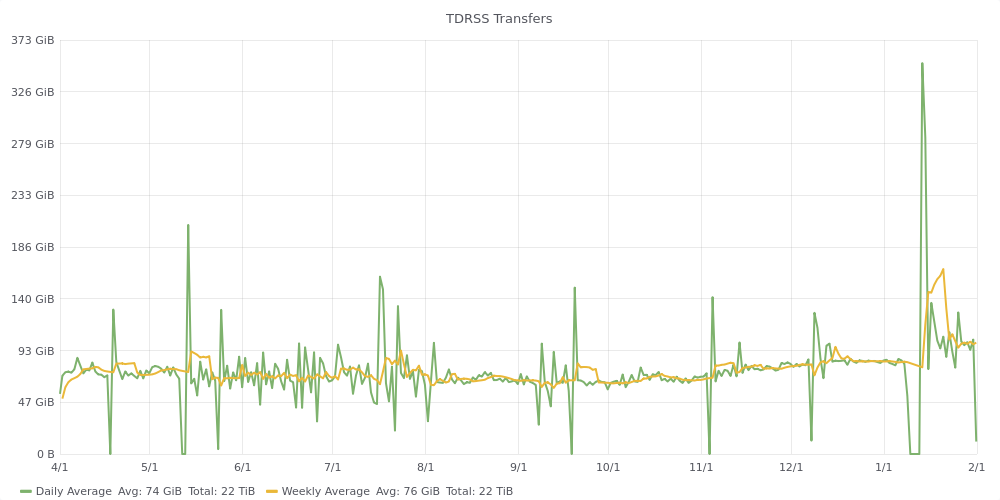 TDRSS Transfers
373 GiB
326 GiB
279 GiB
233 GiB
186 GiB
140 GiB
93 GiB
47 GiB
0 B
4/1 5/1 6/1 7/1 8/1 9/1 10/1 11/1 12/1 1/1 2/1
Daily Average Avg: 74 GiB Total: 22 TiB Weekly Average Avg: 76 GiB Total: 22 TiB